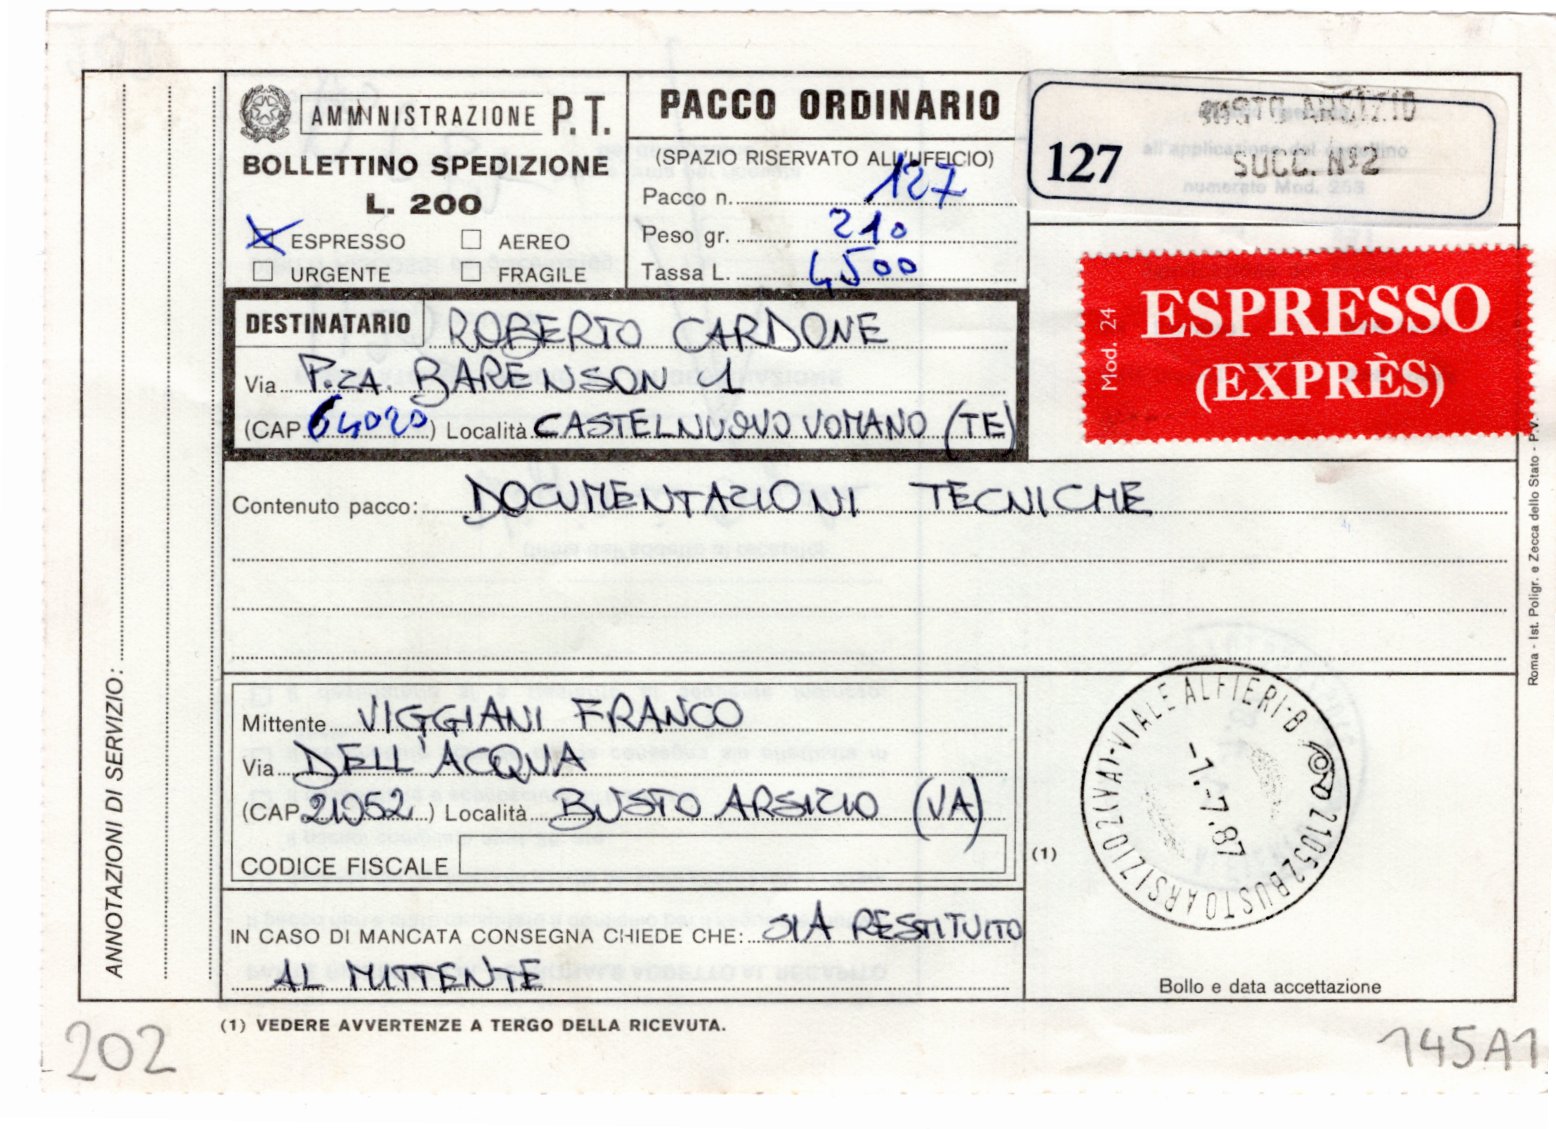 AMMINISTRAZIONE P.T.
BOLLETTINO SPEDIZIONE
L. 200
ESPRESSO AEREO
URGENTE FRAGILE
PACCO ORDINARIO
(SPAZIO RISERVATO ALL'UFFICIO)
Pacco n. 127
Peso gr. 210
Tassa L. 4500
127
BUSTO ARSIZIO
SUCC. Nº2
Mod. 24
ESPRESSO
(EXPRÈS)
DESTINATARIO ROBERTO CARDONE
Via P.ZA. BARENSON 1
(CAP 64020) Località CASTELNUOVO VOMANO (TE)
Contenuto pacco: DOCUMENTAZIONI TECNICHE
Mittente VIGGIANI FRANCO
Via DELL'ACQUA
(CAP 21052) Località BUSTO ARSIZIO (VA)
CODICE FISCALE
IN CASO DI MANCATA CONSEGNA CHIEDE CHE: SIA RESTITUITO
AL MITTENTE
(1)
21052 BUSTO ARSIZIO 2 (VA) - VIALE ALFIERI - 8
-1.-7.87
Bollo e data accettazione
ANNOTAZIONI DI SERVIZIO:
Roma - Ist. Poligr. e Zecca dello Stato - P.V.
(1) VEDERE AVVERTENZE A TERGO DELLA RICEVUTA.
202
145A1